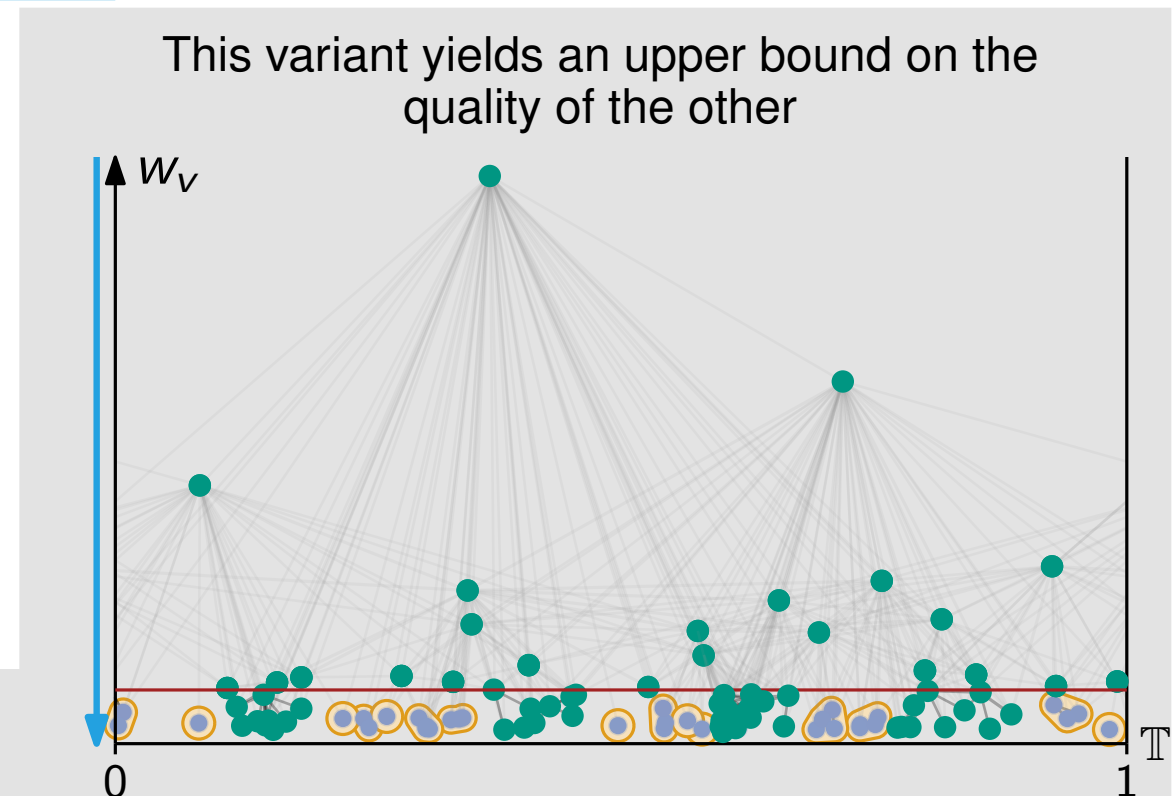 This variant yields an upper bound on the
quality of the other
w_v
𝕋
0
1